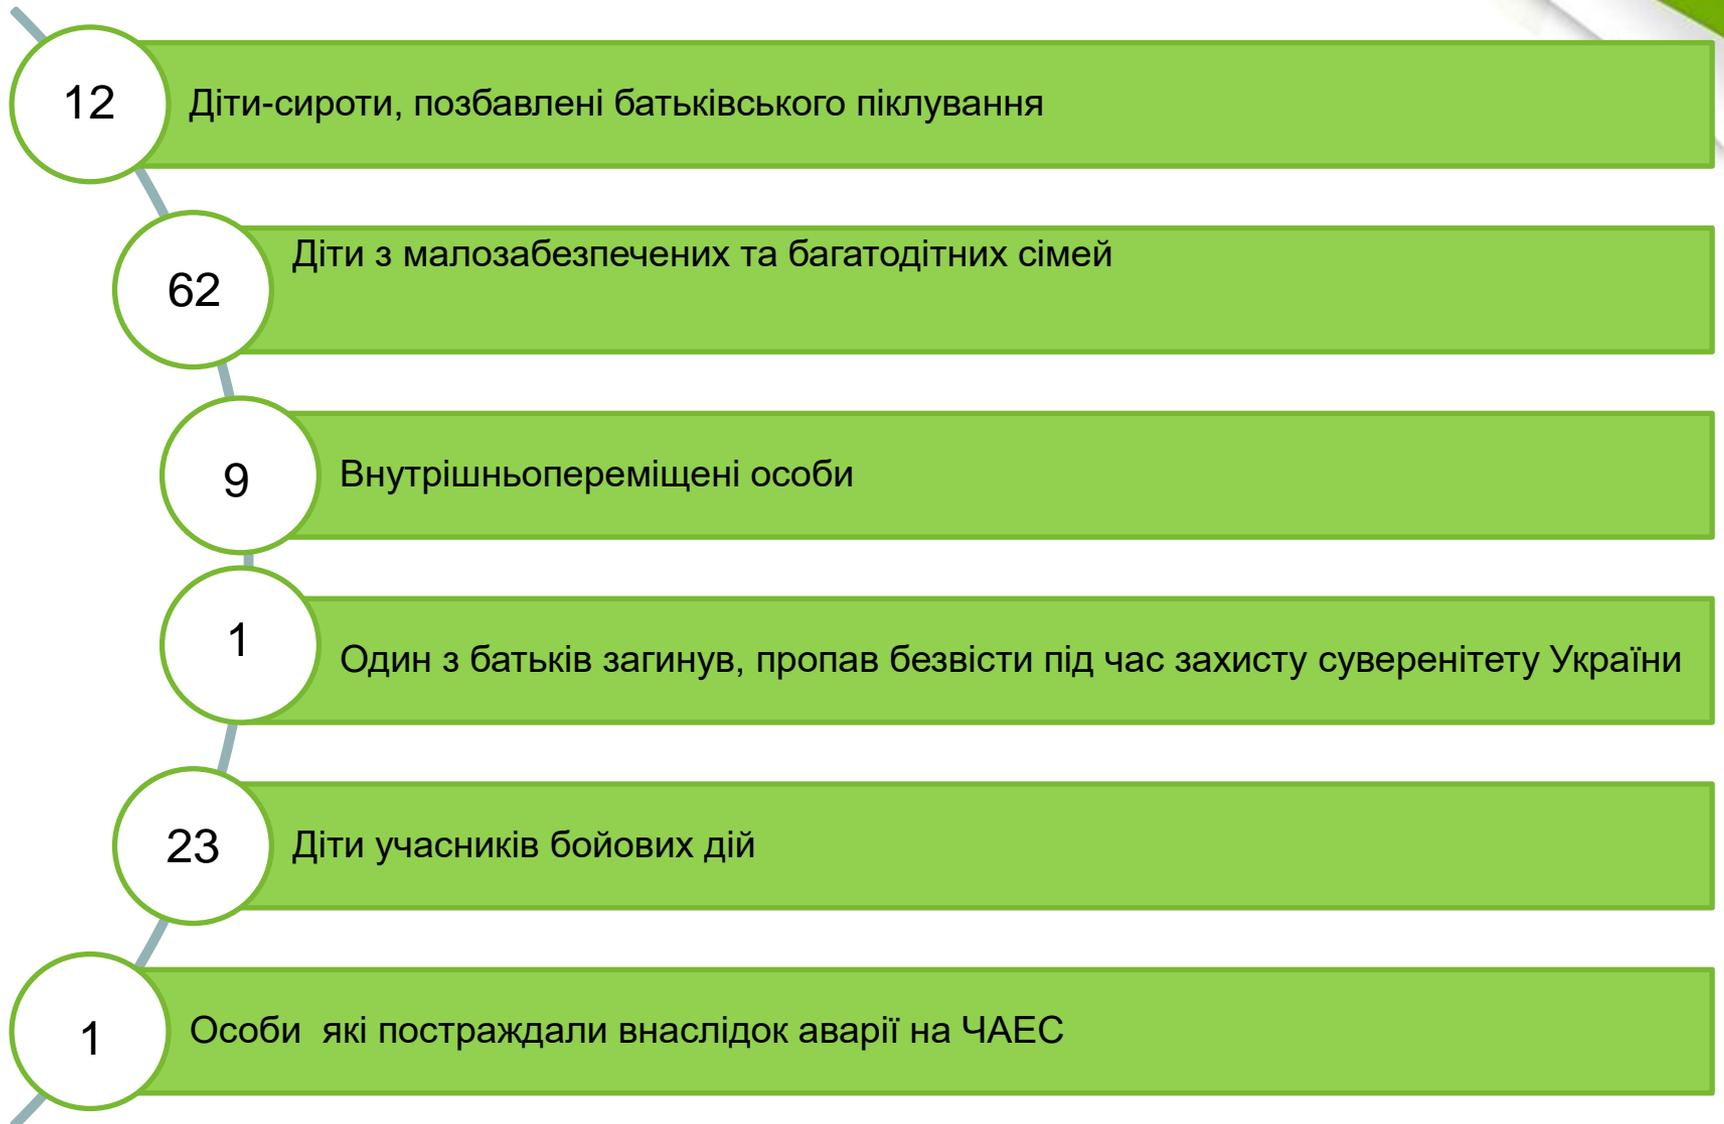 12
Діти-сироти, позбавлені батьківського піклування
62
Діти з малозабезпечених та багатодітних сімей
9
Внутрішньопереміщені особи
1
Один з батьків загинув, пропав безвісти під час захисту суверенітету України
23
Діти учасників бойових дій
1
Особи  які постраждали внаслідок аварії на ЧАЕС